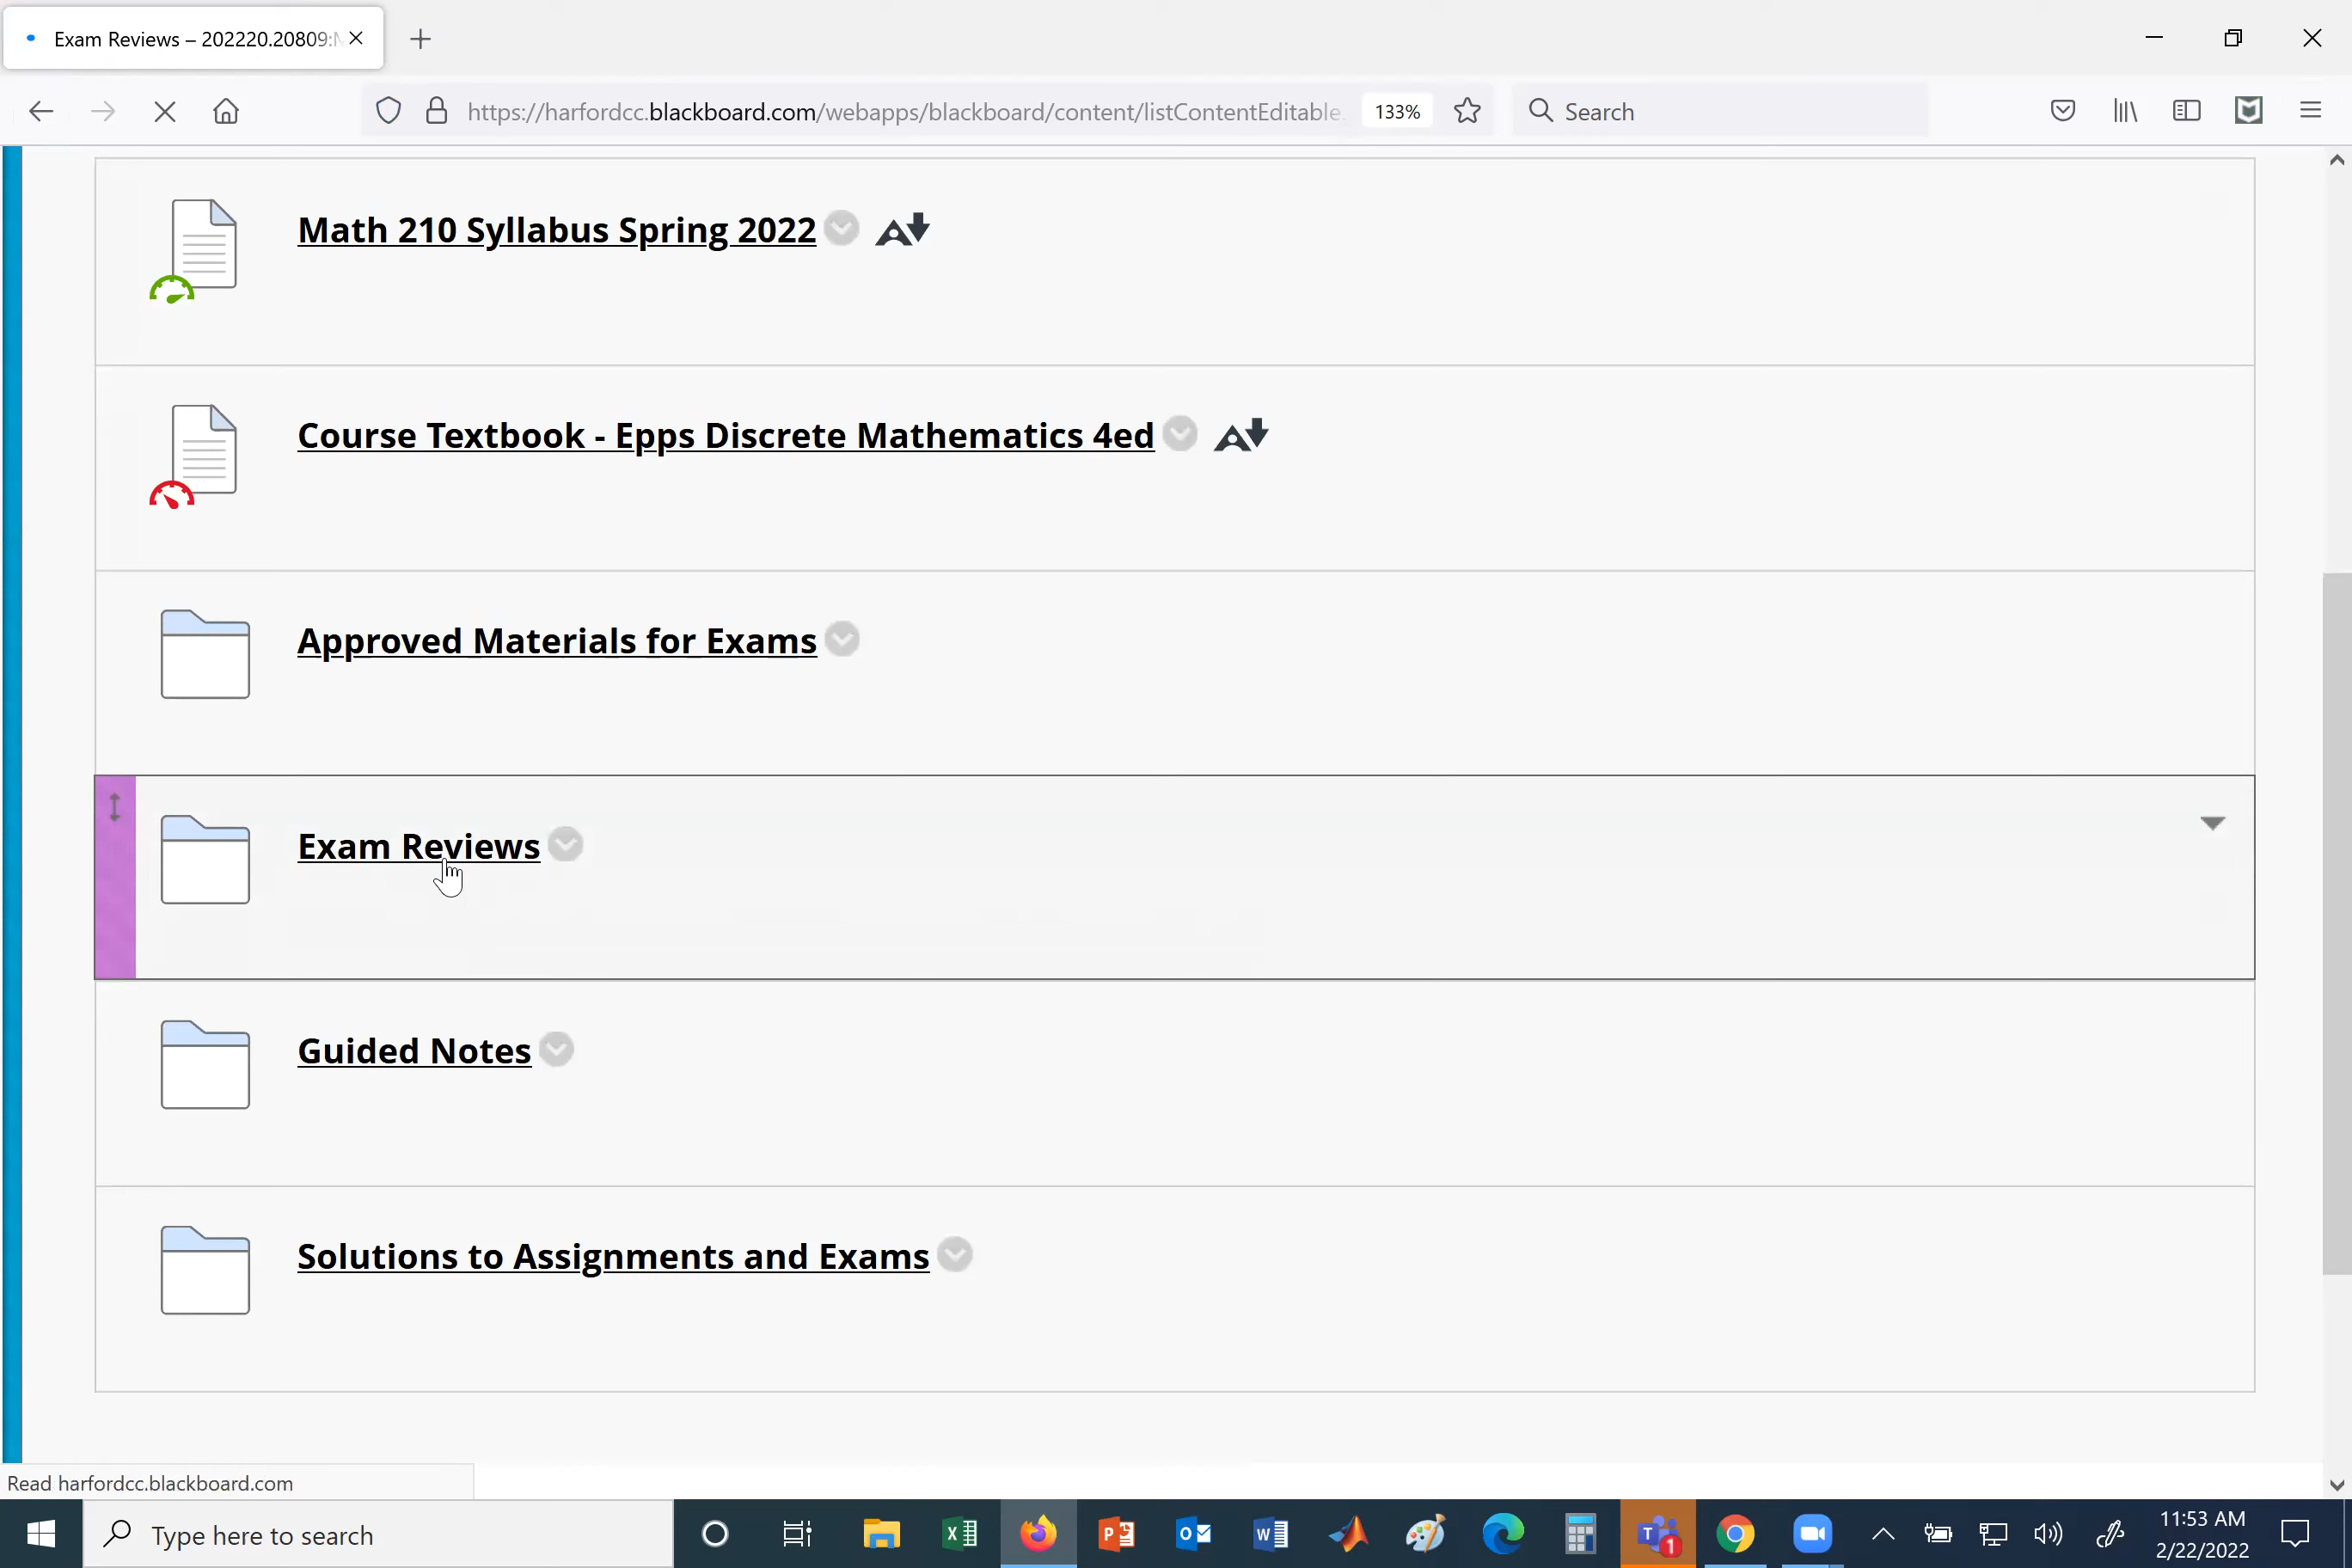 Exam Reviews – 202220.20809:
https://harfordcc.blackboard.com/webapps/blackboard/content/listContentEditable.
133%
Search
Math 210 Syllabus Spring 2022
Course Textbook - Epps Discrete Mathematics 4ed
Approved Materials for Exams
Exam Reviews
Guided Notes
Solutions to Assignments and Exams
Read harfordcc.blackboard.com
Type here to search
1
11:53 AM
2/22/2022